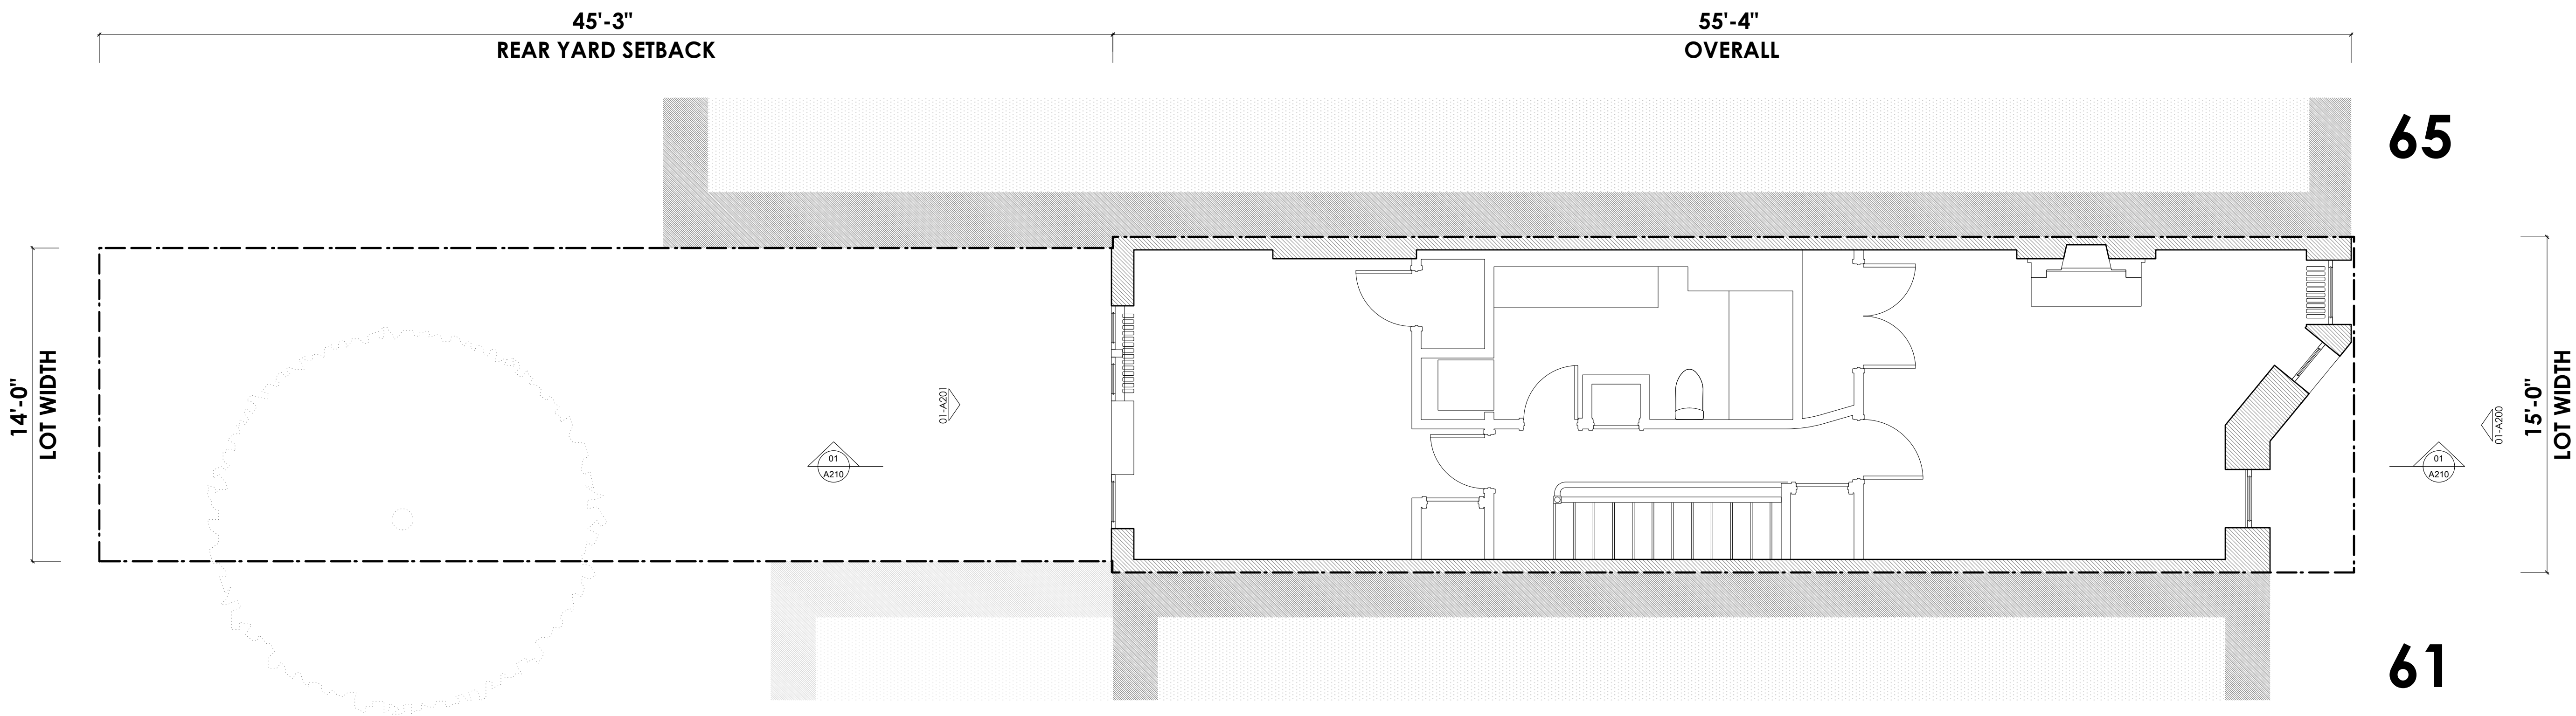 45'-3"
REAR YARD SETBACK
55'-4"
OVERALL
65
14'-0"
LOT WIDTH
01-A201
01
A210
01
A210
01-A200
15'-0"
LOT WIDTH
61